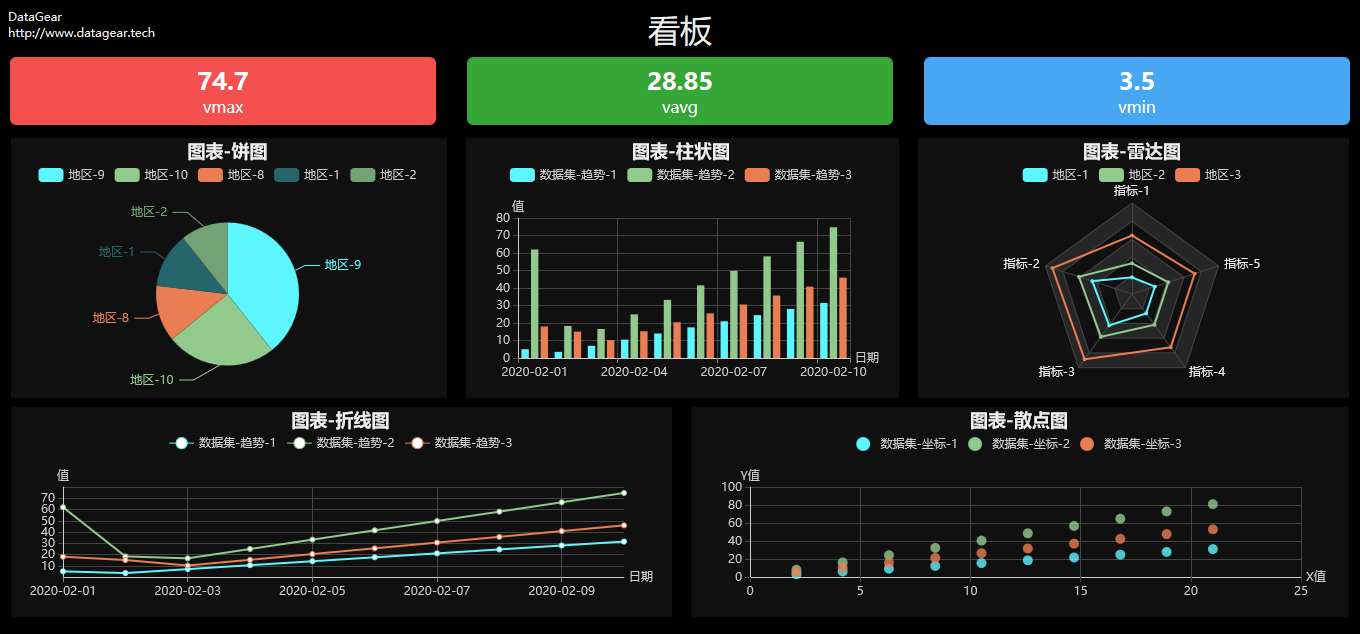 DataGear
http://www.datagear.tech
看板
74.7
vmax
28.85
vavg
3.5
vmin
图表-饼图
地区-9 地区-10 地区-8 地区-1 地区-2
地区-2
地区-1
地区-9
地区-8
地区-10
图表-柱状图
数据集-趋势-1 数据集-趋势-2 数据集-趋势-3
值
80
70
60
50
40
30
20
10
0
日期
2020-02-01 2020-02-04 2020-02-07 2020-02-10
图表-雷达图
地区-1 地区-2 地区-3
指标-1
指标-2
指标-5
指标-3
指标-4
图表-折线图
数据集-趋势-1 数据集-趋势-2 数据集-趋势-3
值
70
60
50
40
30
20
10
日期
2020-02-01 2020-02-03 2020-02-05 2020-02-07 2020-02-09
图表-散点图
数据集-坐标-1 数据集-坐标-2 数据集-坐标-3
Y值
100
80
60
40
20
0
X值
0 5 10 15 20 25